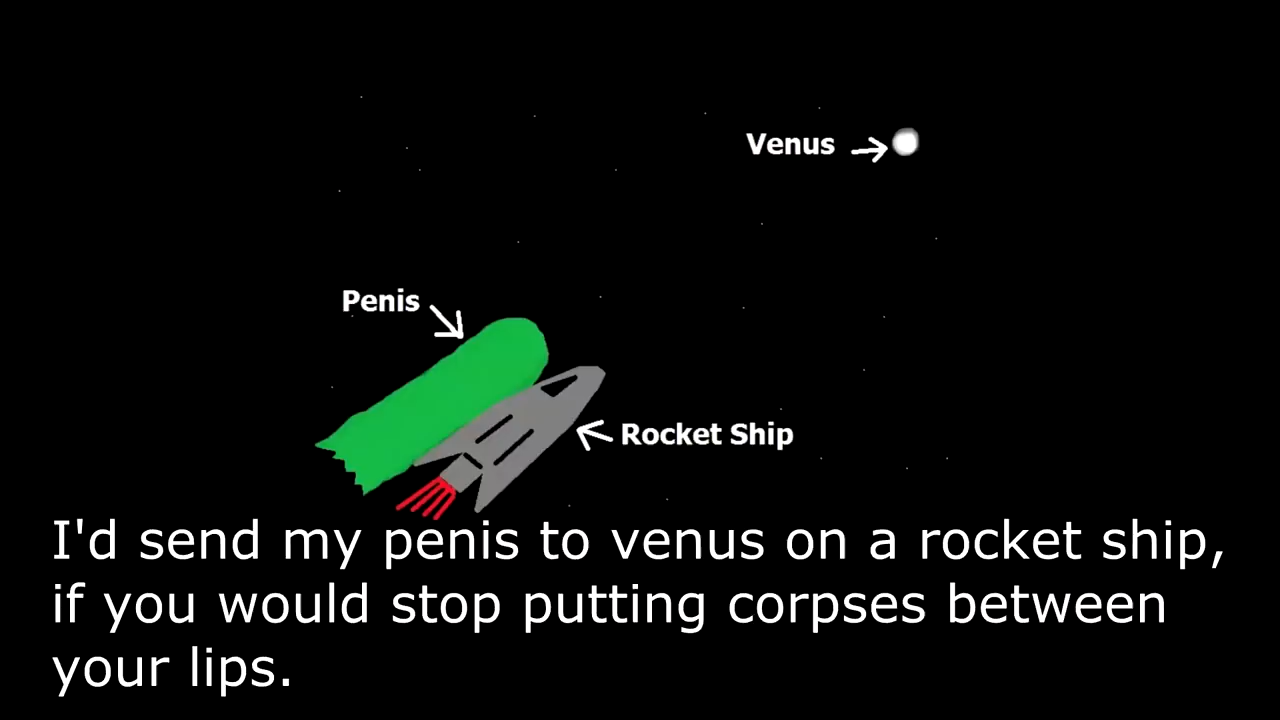 Venus
Penis
Rocket Ship
I'd send my penis to venus on a rocket ship,
if you would stop putting corpses between
your lips.